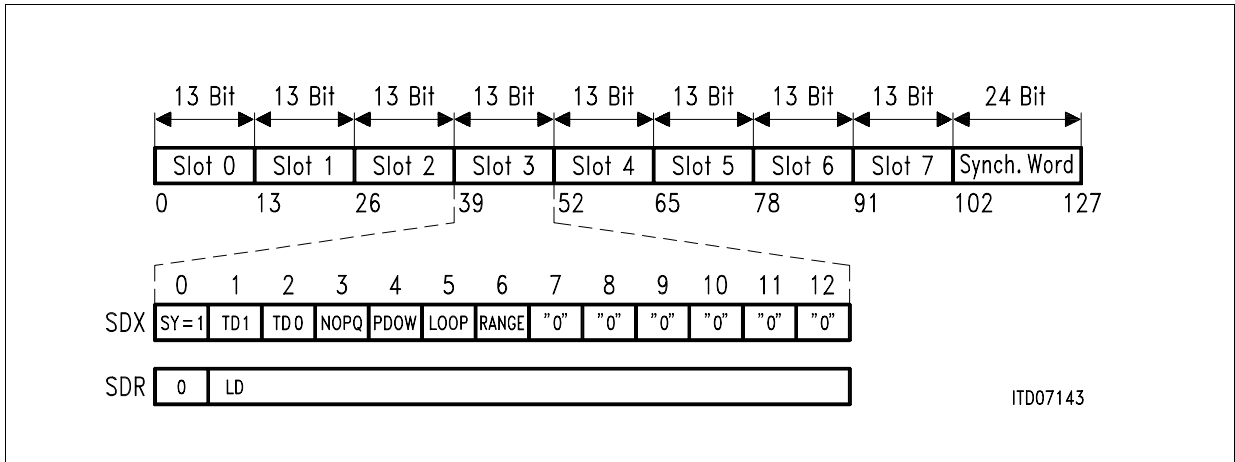 13 Bit 13 Bit 13 Bit 13 Bit 13 Bit 13 Bit 13 Bit 13 Bit 24 Bit
Slot 0 Slot 1 Slot 2 Slot 3 Slot 4 Slot 5 Slot 6 Slot 7 Synch. Word
0 13 26 39 52 65 78 91 102 127
0 1 2 3 4 5 6 7 8 9 10 11 12
SDX SY=1 TD1 TD0 NOPQ PDOW LOOP RANGE "0" "0" "0" "0" "0" "0"
SDR 0 LD
ITD07143